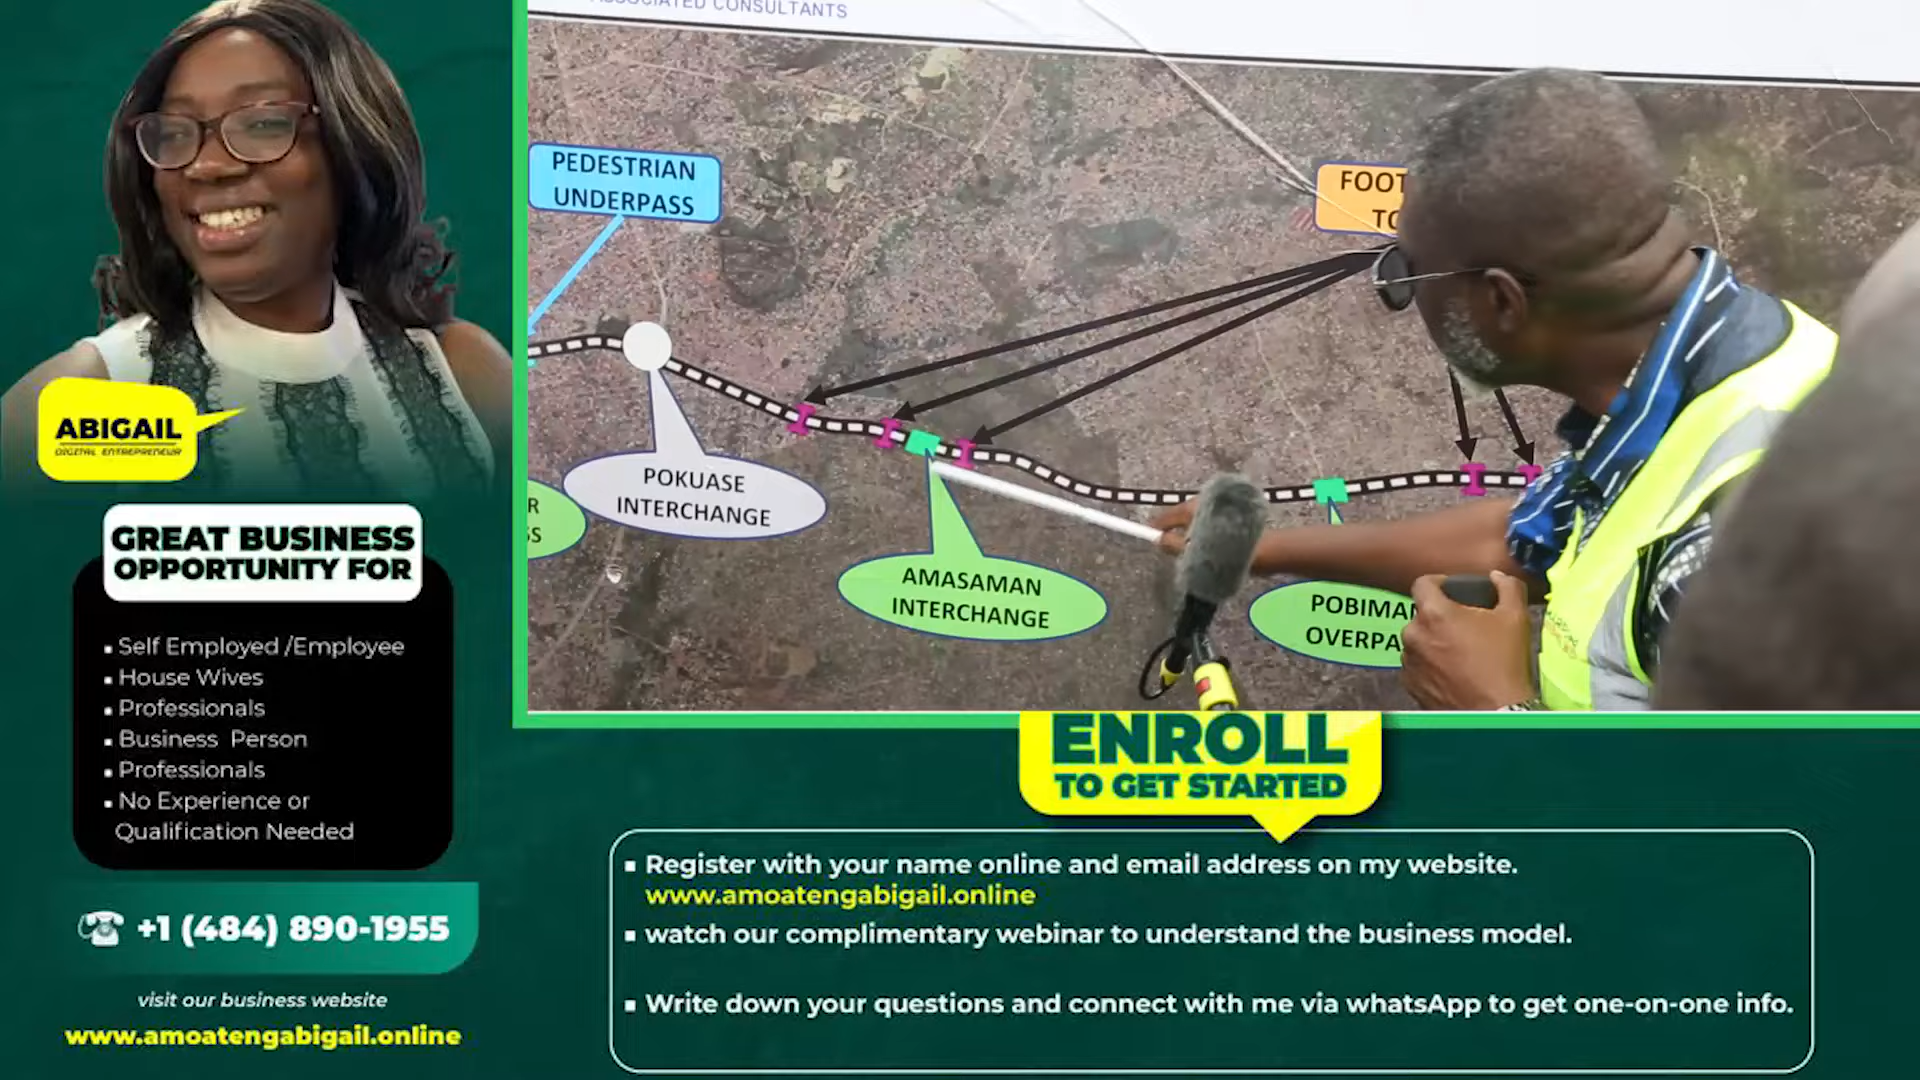 ASSOCIATED CONSULTANTS
PEDESTRIAN
UNDERPASS
FOOT
POKUASE
INTERCHANGE
AMASAMAN
INTERCHANGE
ABIGAIL
DIGITAL ENTREPRENEUR
GREAT BUSINESS
OPPORTUNITY FOR
▪ Self Employed /Employee
▪ House Wives
▪ Professionals
▪ Business Person
▪ Professionals
▪ No Experience or
Qualification Needed
+1 (484) 890-1955
visit our business website
www.amoatengabigail.online
ENROLL
TO GET STARTED
▪ Register with your name online and email address on my website.
www.amoatengabigail.online
▪ watch our complimentary webinar to understand the business model.
▪ Write down your questions and connect with me via whatsApp to get one-on-one info.